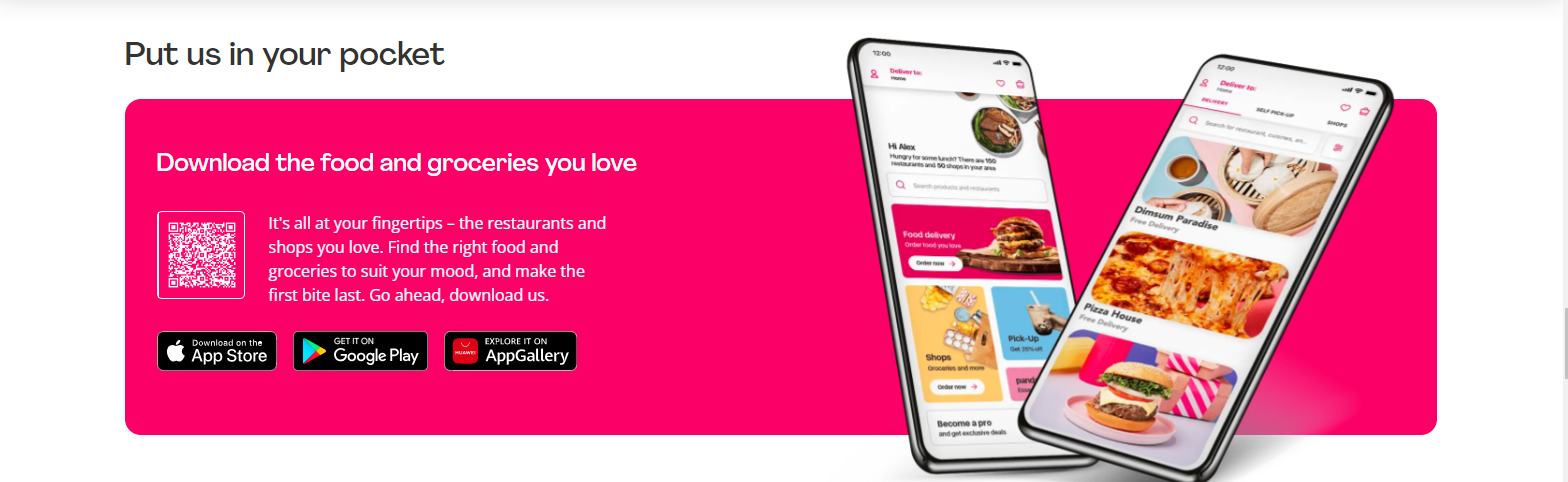 Put us in your pocket
Download the food and groceries you love
It's all at your fingertips – the restaurants and
shops you love. Find the right food and
groceries to suit your mood, and make the
first bite last. Go ahead, download us.
Download on the
App Store
GET IT ON
Google Play
HUAWEI
EXPLORE IT ON
AppGallery
12:00
Deliver to:
Home
Hi Alex
Hungry for some lunch? There are 150
restaurants and 50 shops in your area
Search products and restaurants
Food delivery
Order food you love
Order now
Shops
Groceries and more
Order now
Pick-Up
Get 25% off
pand
Become a pro
and get exclusive deals
12:00
Deliver to:
Home
DELIVERY
SELF PICK-UP
SHOPS
Search for restaurant, cuisines, an...
Dimsum Paradise
Free Delivery
Pizza House
Free Delivery